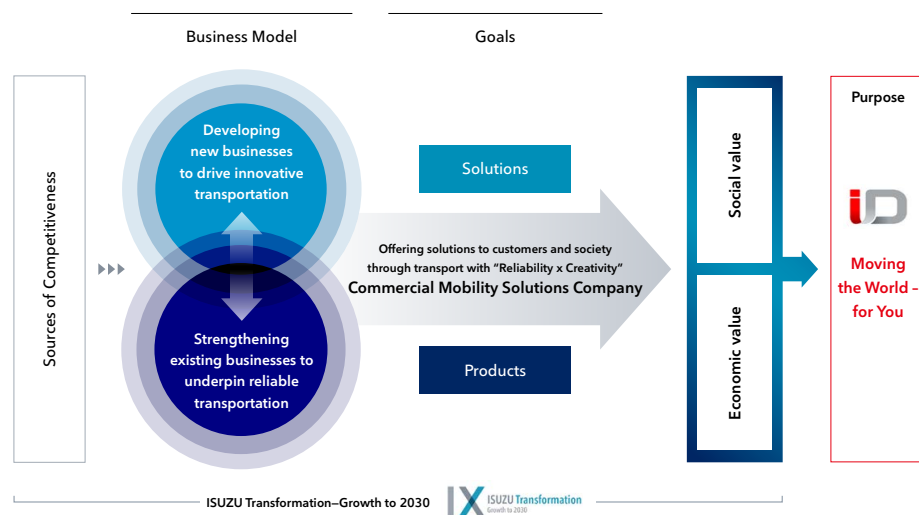 Business Model
Goals
Sources of Competitiveness
Developing
new businesses
to drive innovative
transportation
Strengthening
existing businesses to
underpin reliable
transportation
Solutions
Offering solutions to customers and society
through transport with “Reliability x Creativity”
Commercial Mobility Solutions Company
Products
Social value
Economic value
Purpose
iD
Moving
the World –
for You
ISUZU Transformation–Growth to 2030
IX
ISUZU Transformation
Growth to 2030